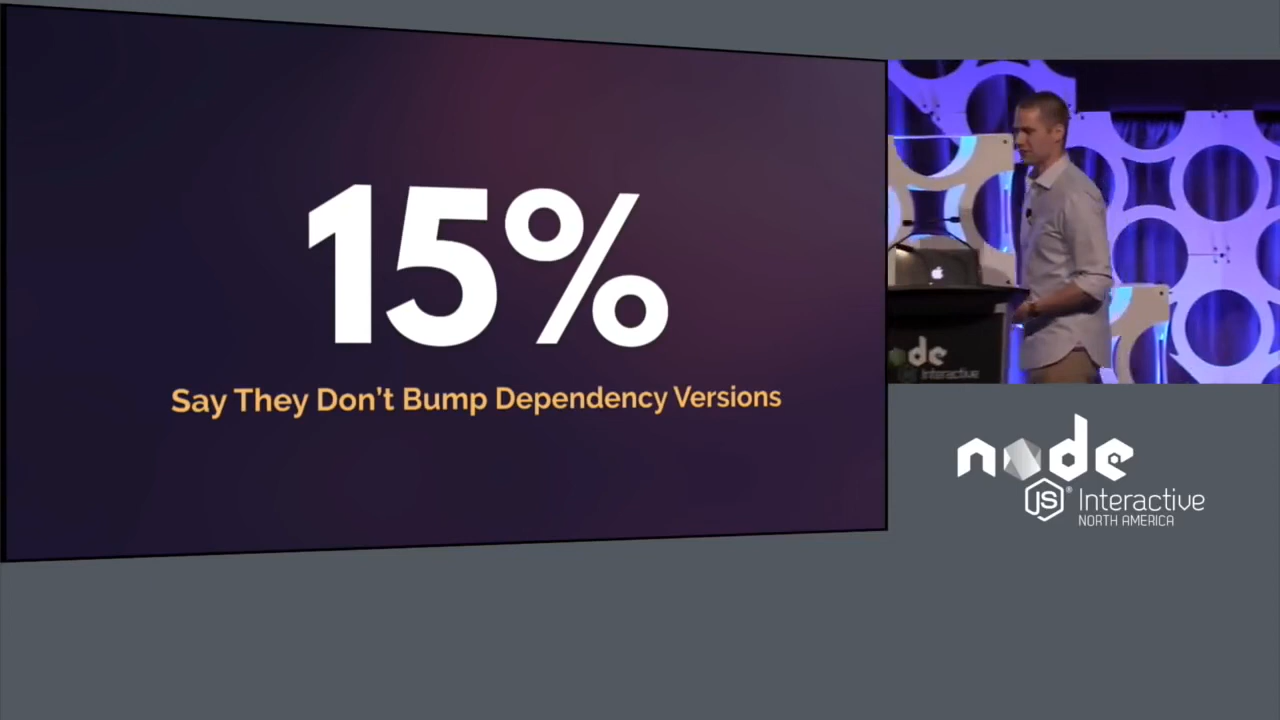 15%
Say They Don't Bump Dependency Versions
node
Interactive
node
JS® Interactive
NORTH AMERICA